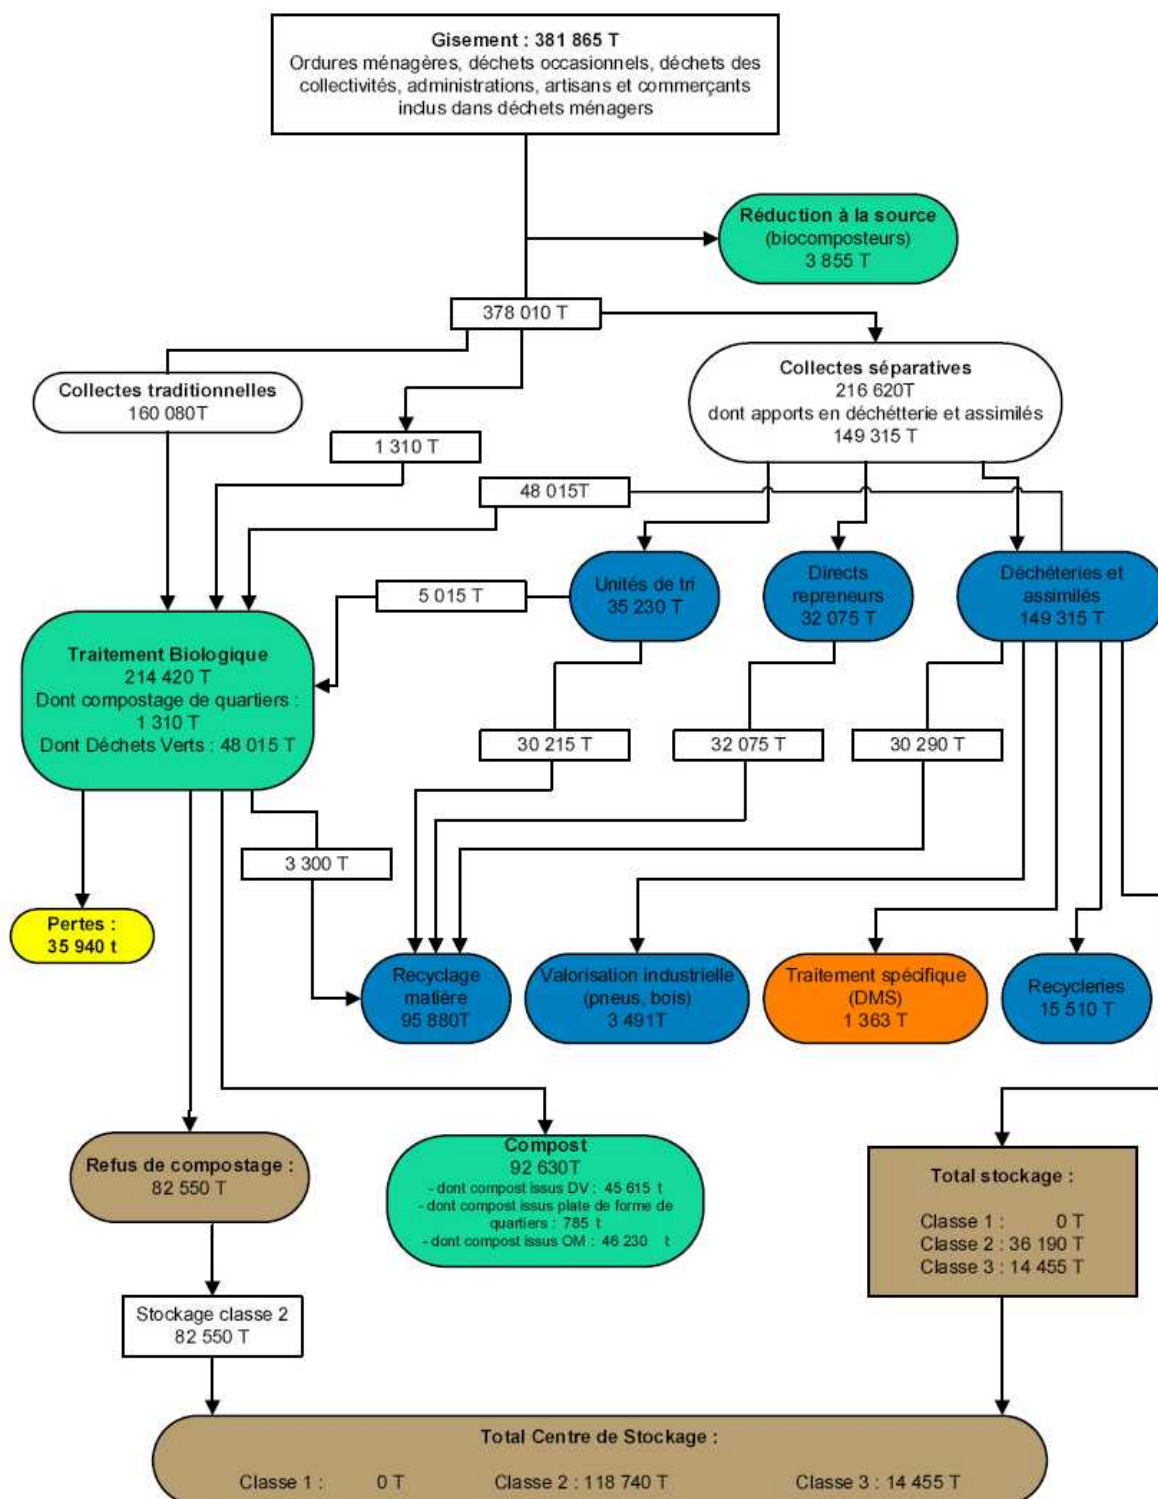 Gisement : 381 865 T
Ordures ménagères, déchets occasionnels, déchets des
collectivités, administrations, artisans et commerçants
inclus dans déchets ménagers
Réduction à la source
(biocomposteurs)
3 855 T
378 010 T
Collectes traditionnelles
160 080T
Collectes séparatives
216 620T
dont apports en déchétterie et assimilés
149 315 T
1 310 T
48 015T
5 015 T
Unités de tri
35 230 T
Directs
repreneurs
32 075 T
Déchéteries et
assimilés
149 315 T
Traitement Biologique
214 420 T
Dont compostage de quartiers :
1 310 T
Dont Déchets Verts : 48 015 T
30 215 T
32 075 T
30 290 T
3 300 T
Pertes :
35 940 t
Recyclage
matière
95 880T
Valorisation industrielle
(pneus, bois)
3 491T
Traitement spécifique
(DMS)
1 363 T
Recycleries
15 510 T
Refus de compostage :
82 550 T
Compost
92 630T
- dont compost issus DV : 45 615 t
- dont compost issus plate de forme de
quartiers : 785 t
- dont compost issus OM : 46 230 t
Total stockage :
Classe 1 : 0 T
Classe 2 : 36 190 T
Classe 3 : 14 455 T
Stockage classe 2
82 550 T
Total Centre de Stockage :
Classe 1 : 0 T Classe 2 : 118 740 T Classe 3 : 14 455 T